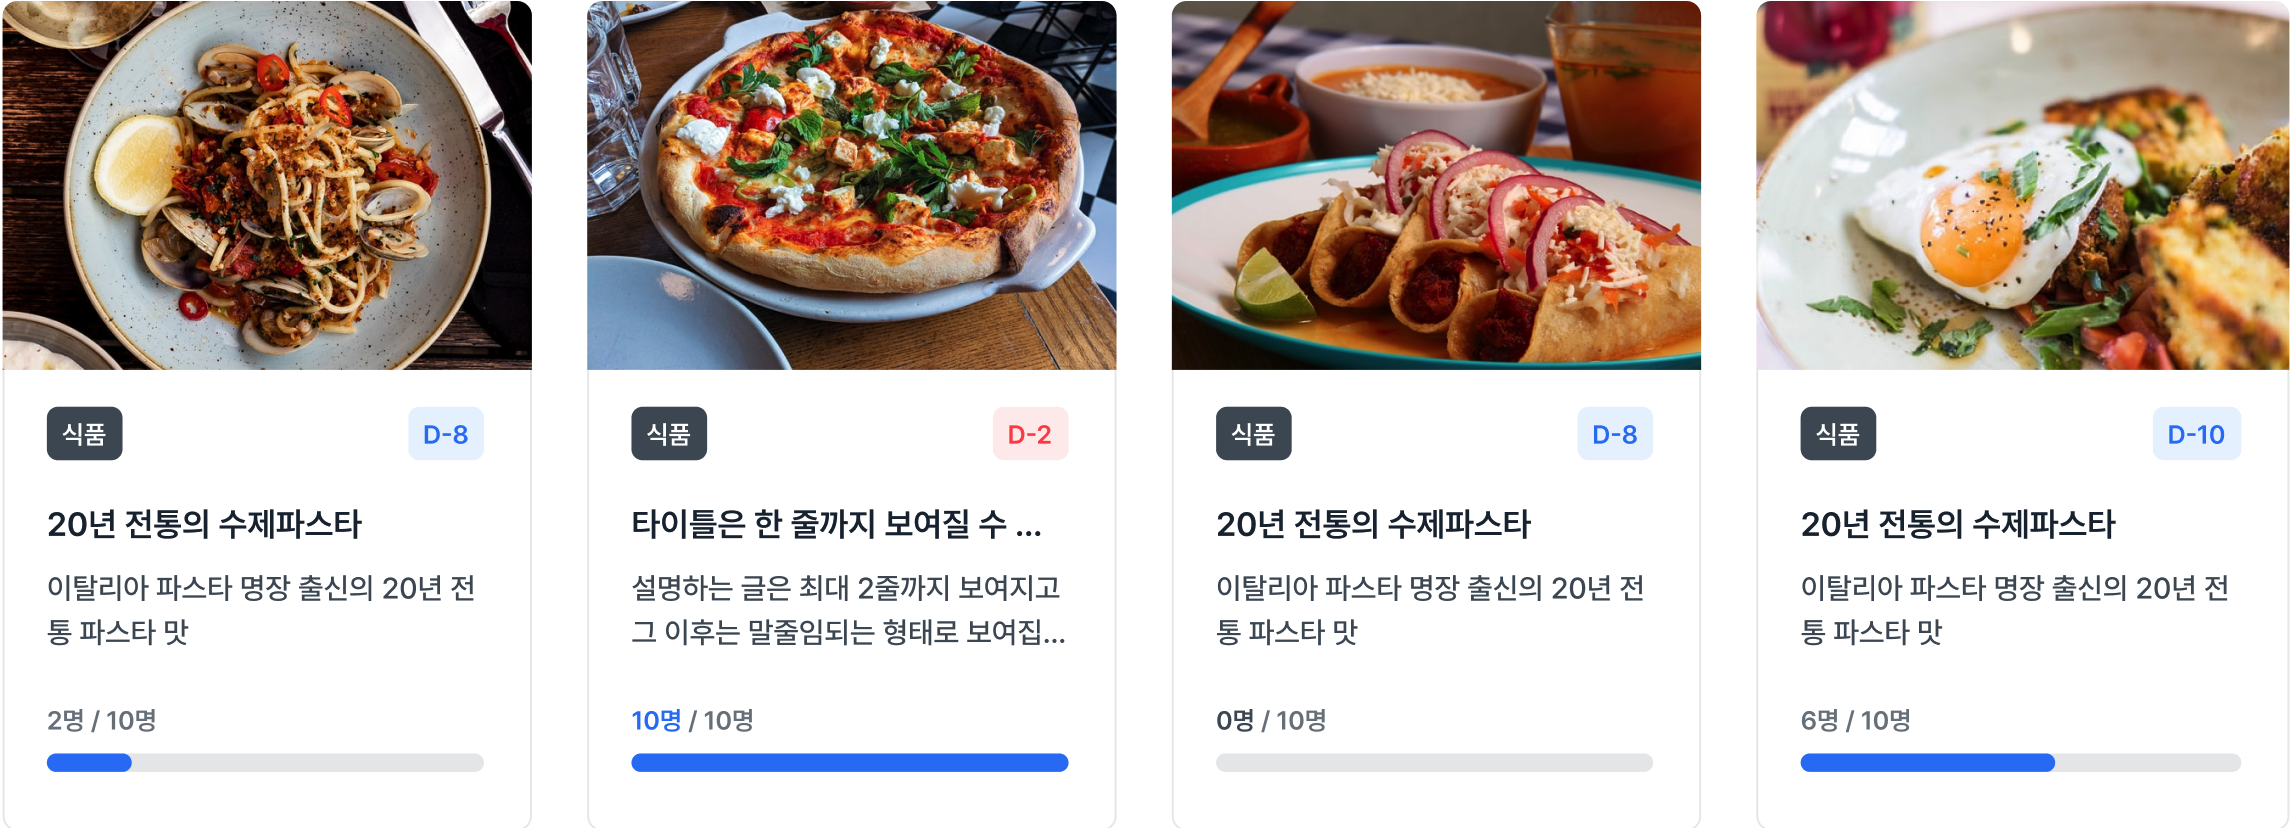 식품
D-8
20년 전통의 수제파스타
이탈리아 파스타 명장 출신의 20년 전
통 파스타 맛
2명 / 10명
식품
D-2
타이틀은 한 줄까지 보여질 수 ...
설명하는 글은 최대 2줄까지 보여지고
그 이후는 말줄임되는 형태로 보여집...
10명 / 10명
식품
D-8
20년 전통의 수제파스타
이탈리아 파스타 명장 출신의 20년 전
통 파스타 맛
0명 / 10명
식품
D-10
20년 전통의 수제파스타
이탈리아 파스타 명장 출신의 20년 전
통 파스타 맛
6명 / 10명